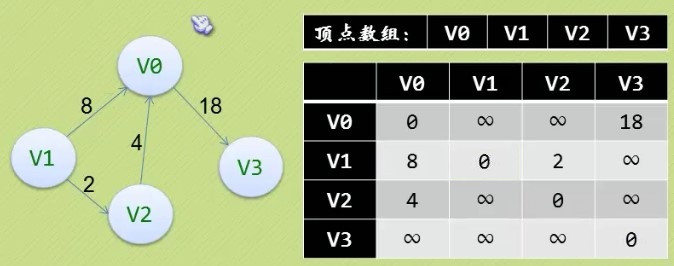 顶点数组： V0 V1 V2 V3
V0
8
18
4
V1
V3
2
V2
V0 V1 V2 V3
V0 0 ∞ ∞ 18
V1 8 0 2 ∞
V2 4 ∞ 0 ∞
V3 ∞ ∞ ∞ 0